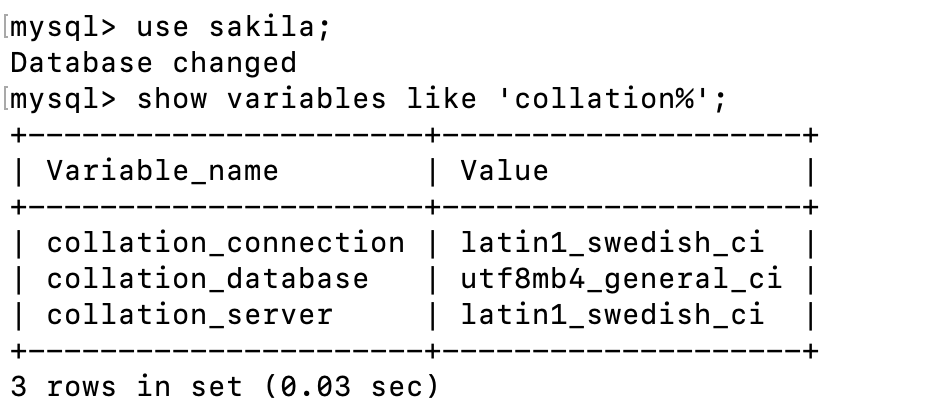 mysql> use sakila;
Database changed
mysql> show variables like 'collation%';
+----------------------+--------------------+
| Variable_name        | Value              |
+----------------------+--------------------+
| collation_connection | latin1_swedish_ci  |
| collation_database   | utf8mb4_general_ci |
| collation_server     | latin1_swedish_ci  |
+----------------------+--------------------+
3 rows in set (0.03 sec)